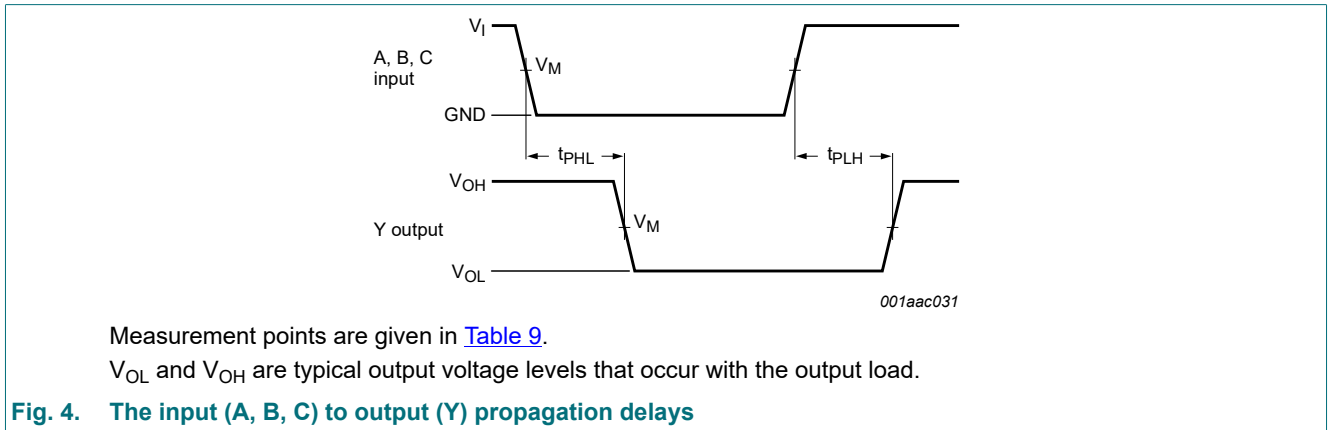 VI
A, B, C
input
VM
GND
tPHL
tPLH
VOH
Y output
VM
VOL
001aac031
Measurement points are given in Table 9.
VOL and VOH are typical output voltage levels that occur with the output load.
Fig. 4. The input (A, B, C) to output (Y) propagation delays